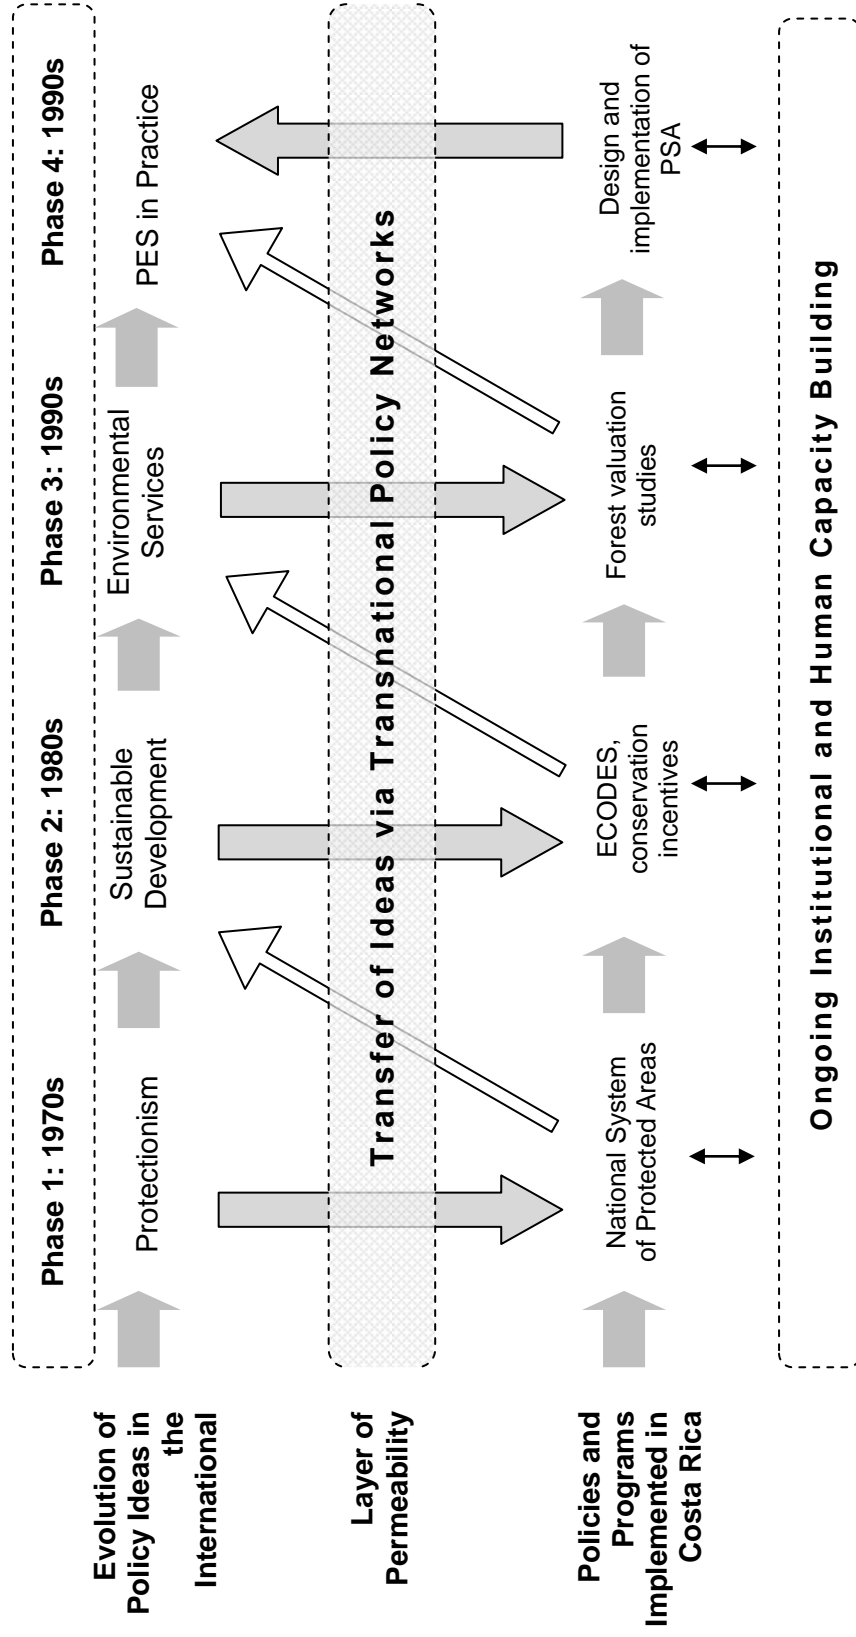 Phase 1: 1970s
Phase 2: 1980s
Phase 3: 1990s
Phase 4: 1990s
Evolution of
Policy Ideas in
the
International
Protectionism
Sustainable
Development
Environmental
Services
PES in Practice
Layer of
Permeability
Transfer of Ideas via Transnational Policy Networks
Policies and
Programs
Implemented in
Costa Rica
National System
of Protected Areas
ECODES,
conservation
incentives
Forest valuation
studies
Design and
implementation of
PSA
Ongoing Institutional and Human Capacity Building